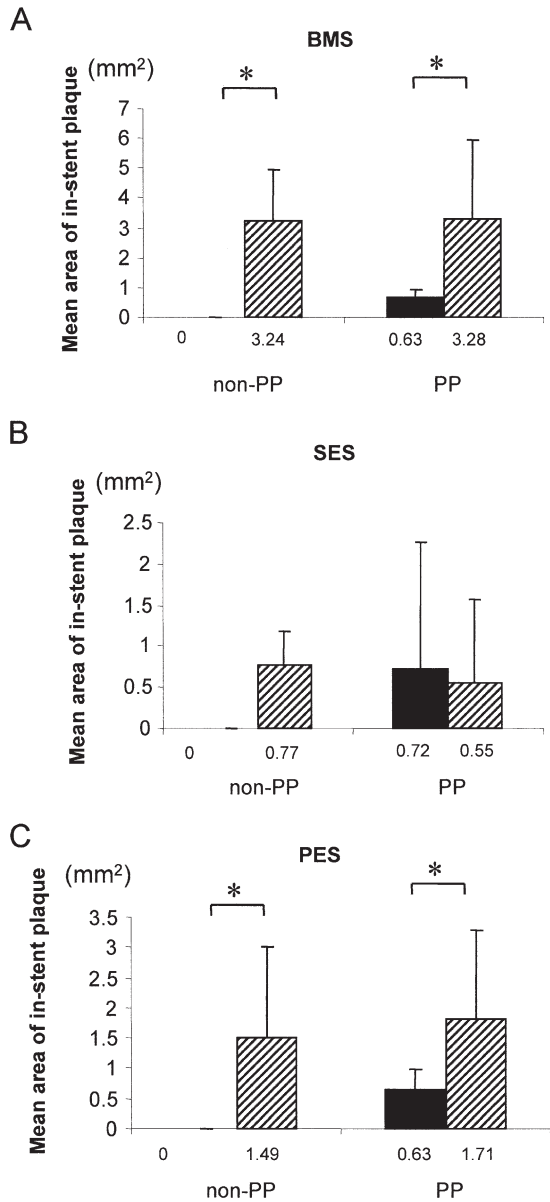 A
BMS
(mm²)
Mean area of in-stent plaque
* *
7
6
5
4
3
2
1
0
0 3.24 0.63 3.28
non-PP PP
B
SES
(mm²)
Mean area of in-stent plaque
2.5
2
1.5
1
0.5
0
0 0.77 0.72 0.55
non-PP PP
C
PES
(mm²)
Mean area of in-stent plaque
* *
3.5
3
2.5
2
1.5
1
0.5
0
0 1.49 0.63 1.71
non-PP PP